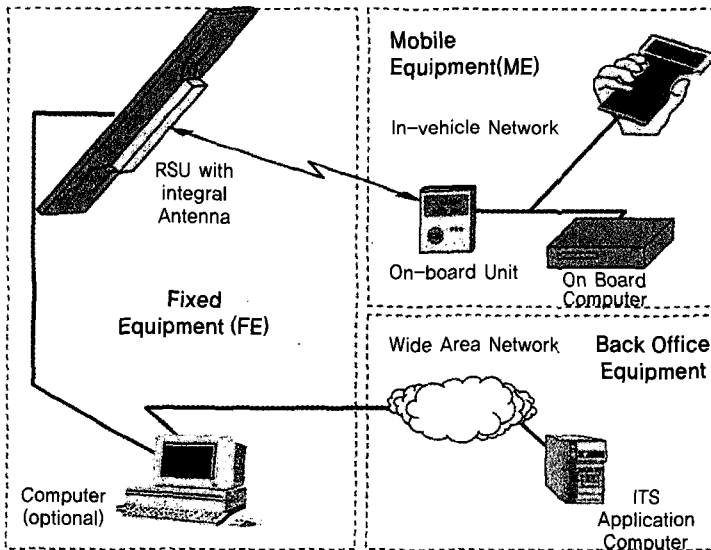 RSU with
integral
Antenna
Fixed
Equipment (FE)
Computer
(optional)
Mobile
Equipment(ME)
In-vehicle Network
On-board Unit
On Board
Computer
Wide Area Network
Back Office
Equipment
ITS
Application
Computer